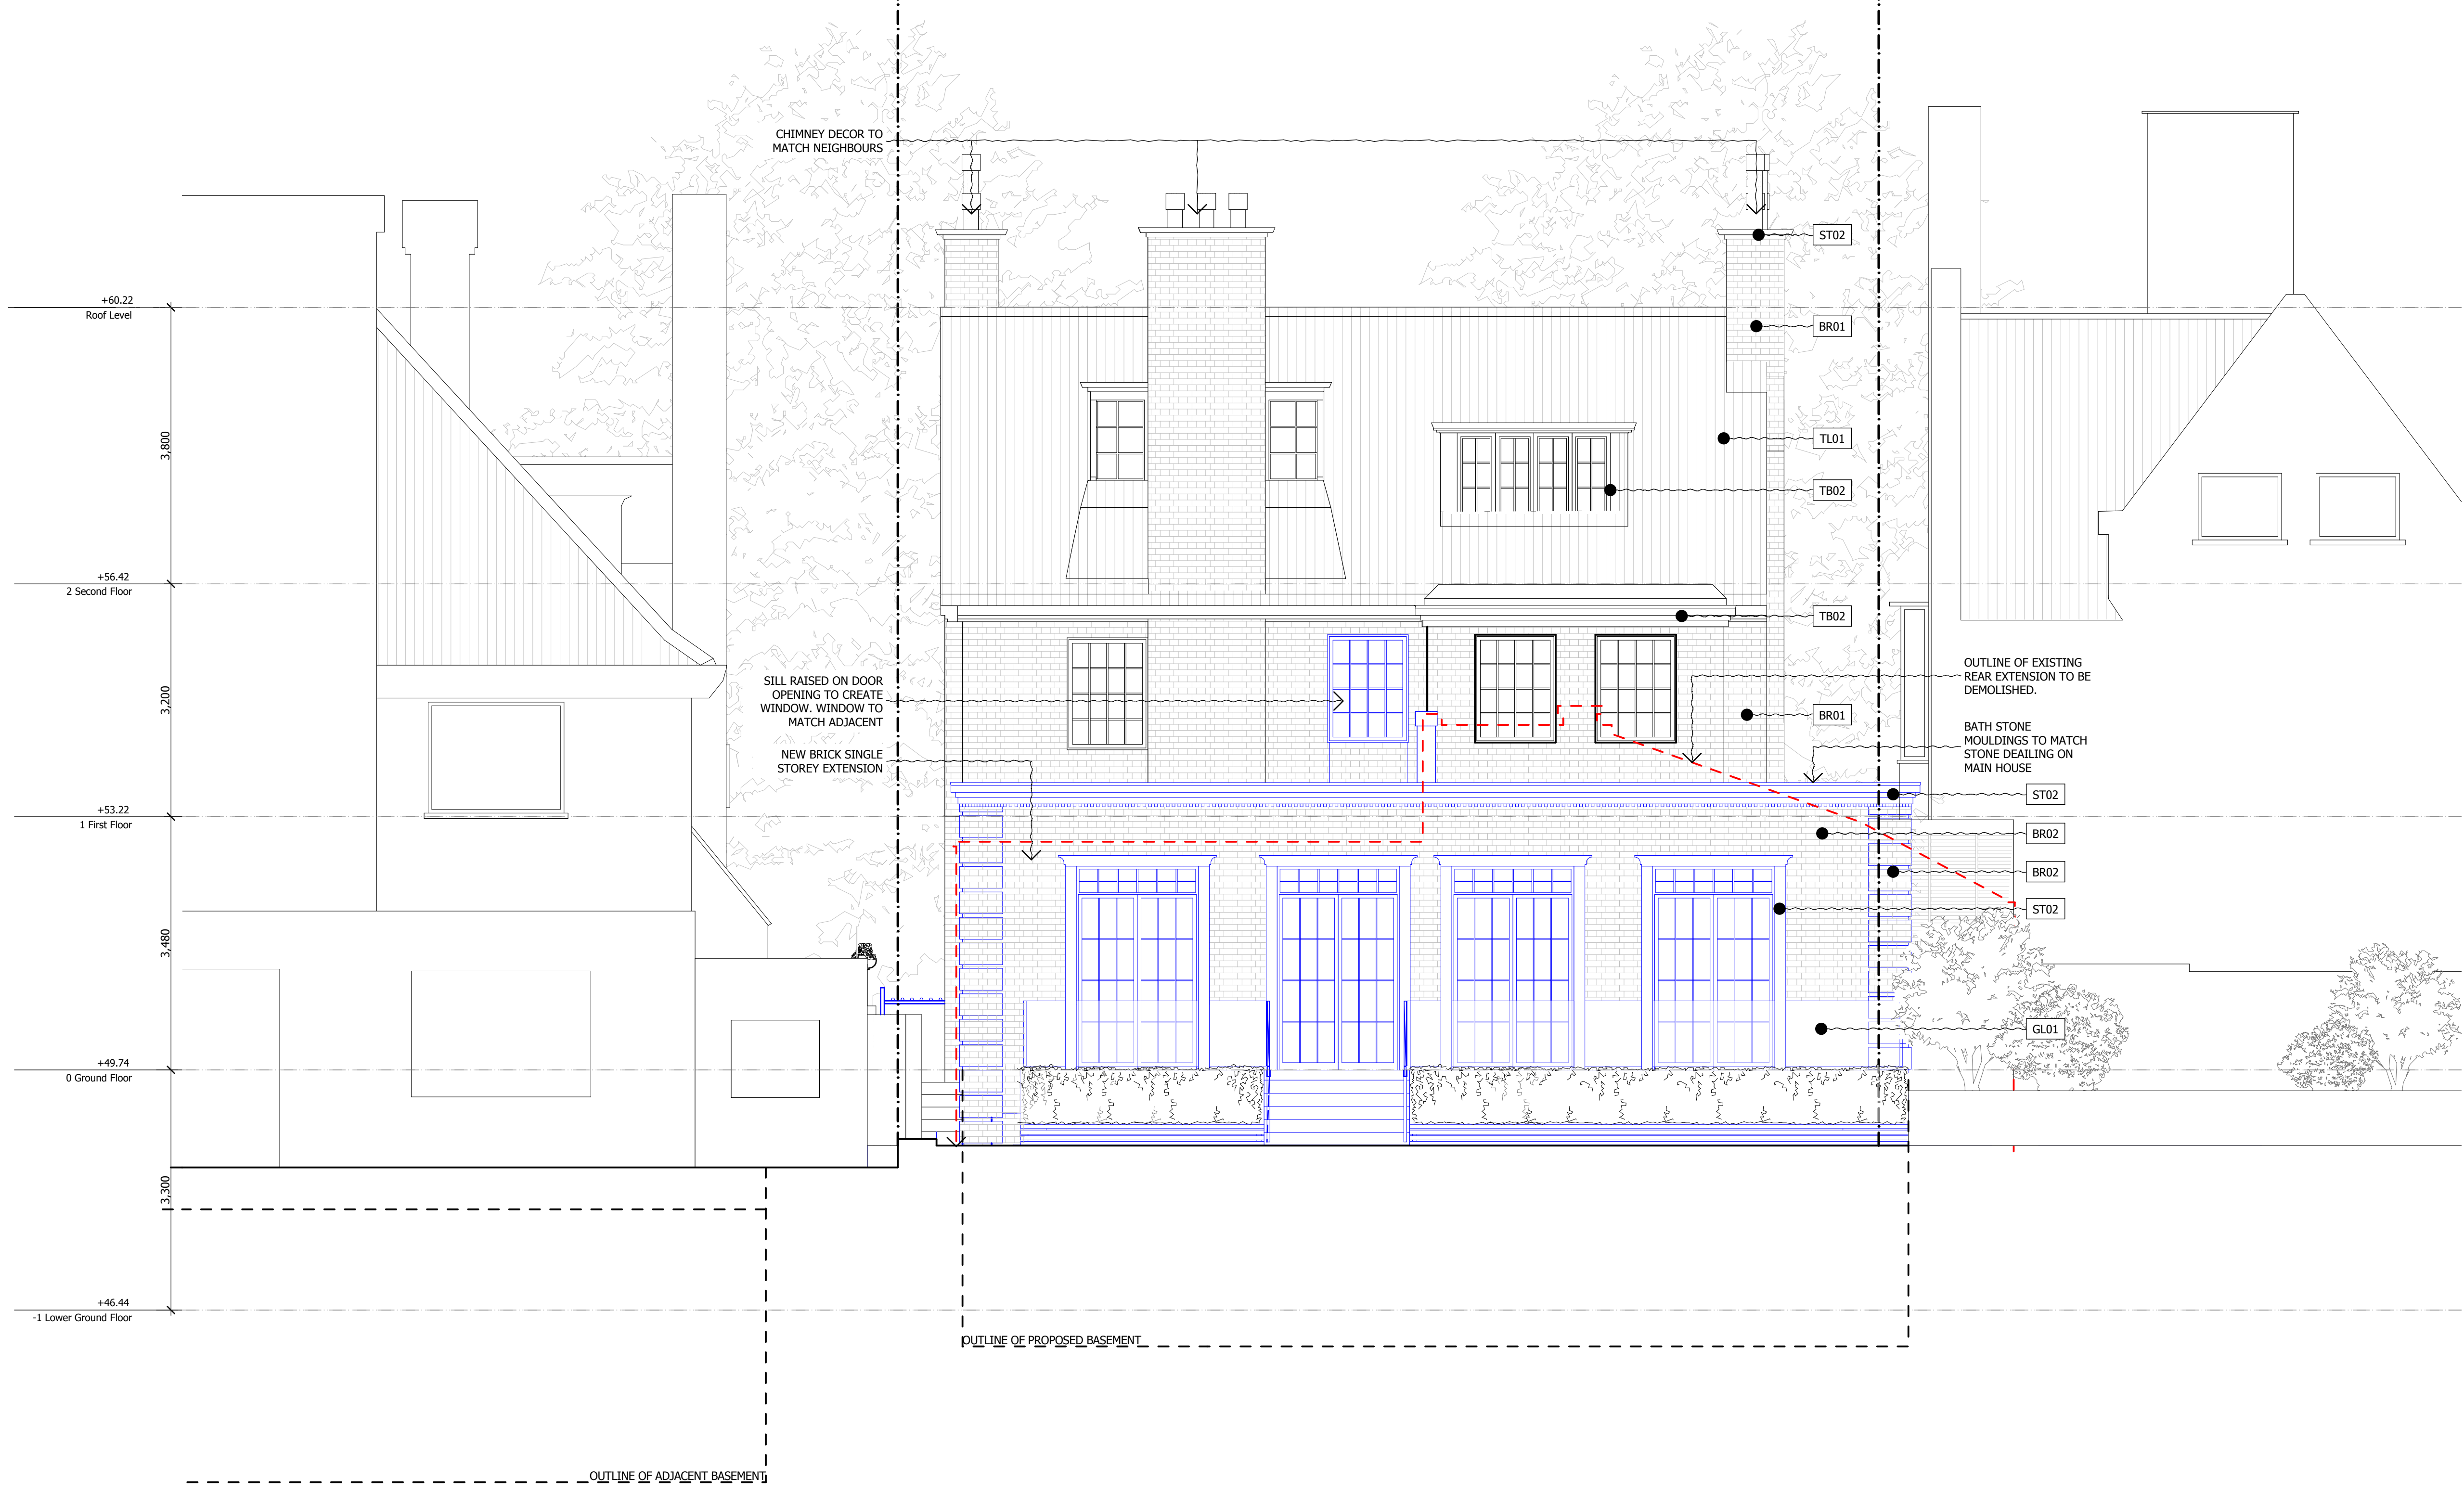 CHIMNEY DECOR TO
MATCH NEIGHBOURS
ST02
+60.22
Roof Level
BR01
3,800
TL01
TB02
+56.42
2 Second Floor
TB02
OUTLINE OF EXISTING
REAR EXTENSION TO BE
DEMOLISHED.
SILL RAISED ON DOOR
OPENING TO CREATE
WINDOW. WINDOW TO
MATCH ADJACENT
3,200
BR01
BATH STONE
MOULDINGS TO MATCH
STONE DEAILING ON
MAIN HOUSE
NEW BRICK SINGLE
STOREY EXTENSION
ST02
+53.22
1 First Floor
BR02
BR02
ST02
3,480
GL01
+49.74
0 Ground Floor
3,300
+46.44
-1 Lower Ground Floor
OUTLINE OF PROPOSED BASEMENT
OUTLINE OF ADJACENT BASEMENT